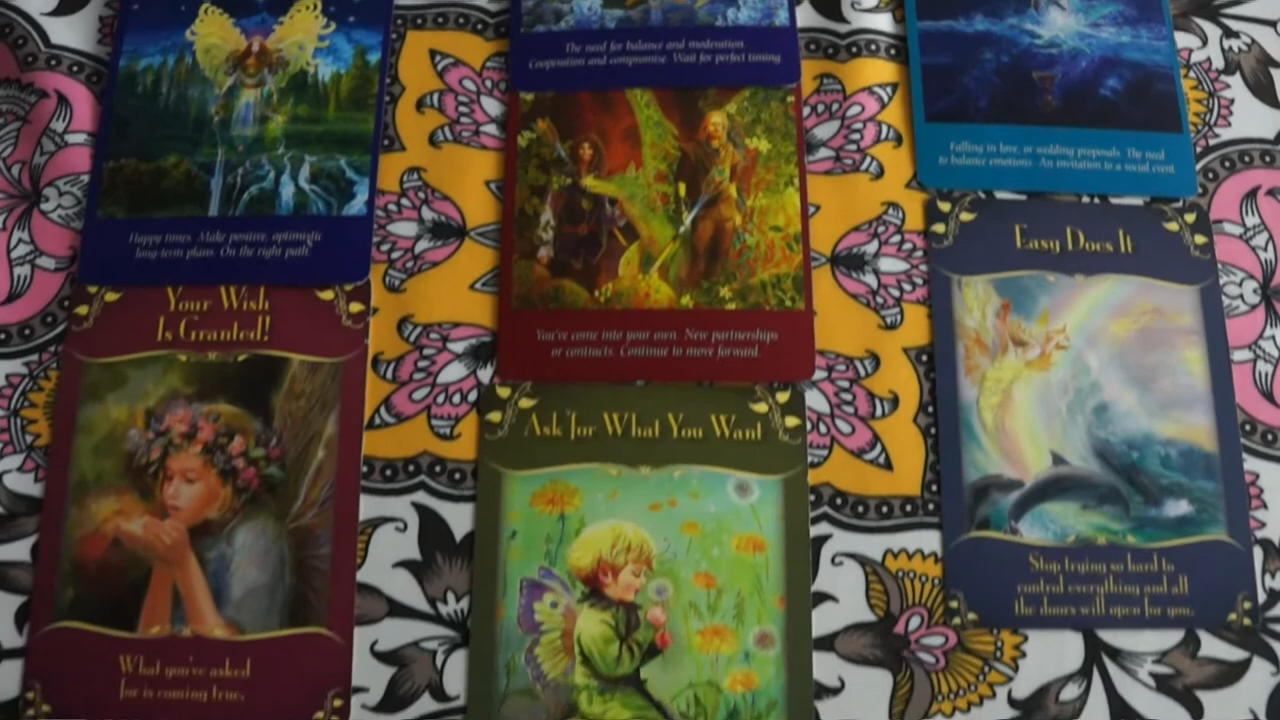 The need for balance and moderation.
Cooperation and compromise. Wait for perfect timing
Falling in love, or wedding proposals. The need
to balance emotions. An invitation to a social event
Happy times. Make positive, optimistic
long-term plans. On the right path.
Easy Does It
Your Wish
Is Granted!
You've come into your own. New partnerships
or contracts. Continue to move forward.
Ask for What You Want
Stop trying so hard to
control everything and all
the doors will open for you.
What you've asked
for is coming true.